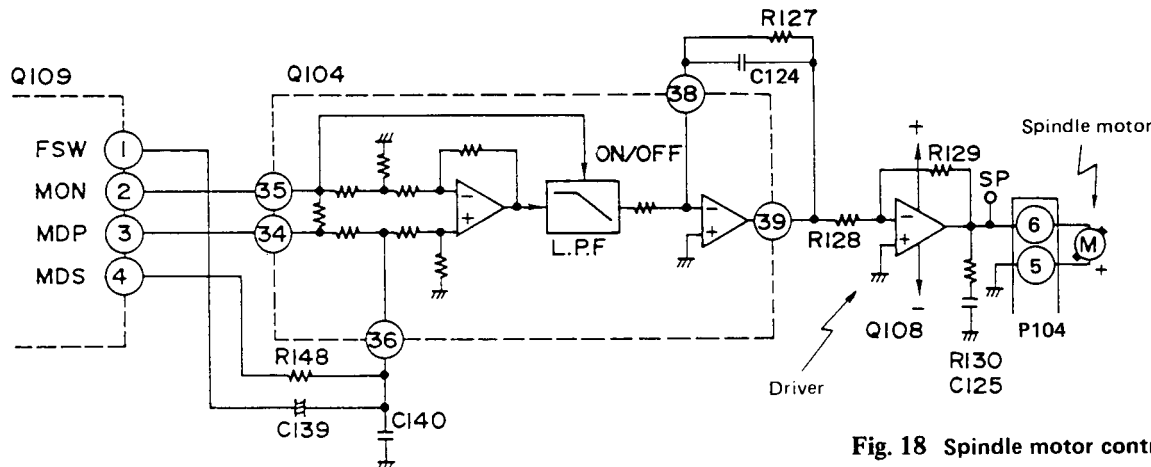 R127
C124
Q109
Q104
38
FSW 1
ON/OFF
+
Spindle motor
R129
SP
MON 2
35
−
+
−
+
39
−
+
6
M
MDP 3
34
L.P.F
R128
5
+
MDS 4
−
Q108
P104
36
R148
R130
C125
Driver
C139
C140
Fig. 18 Spindle motor contr